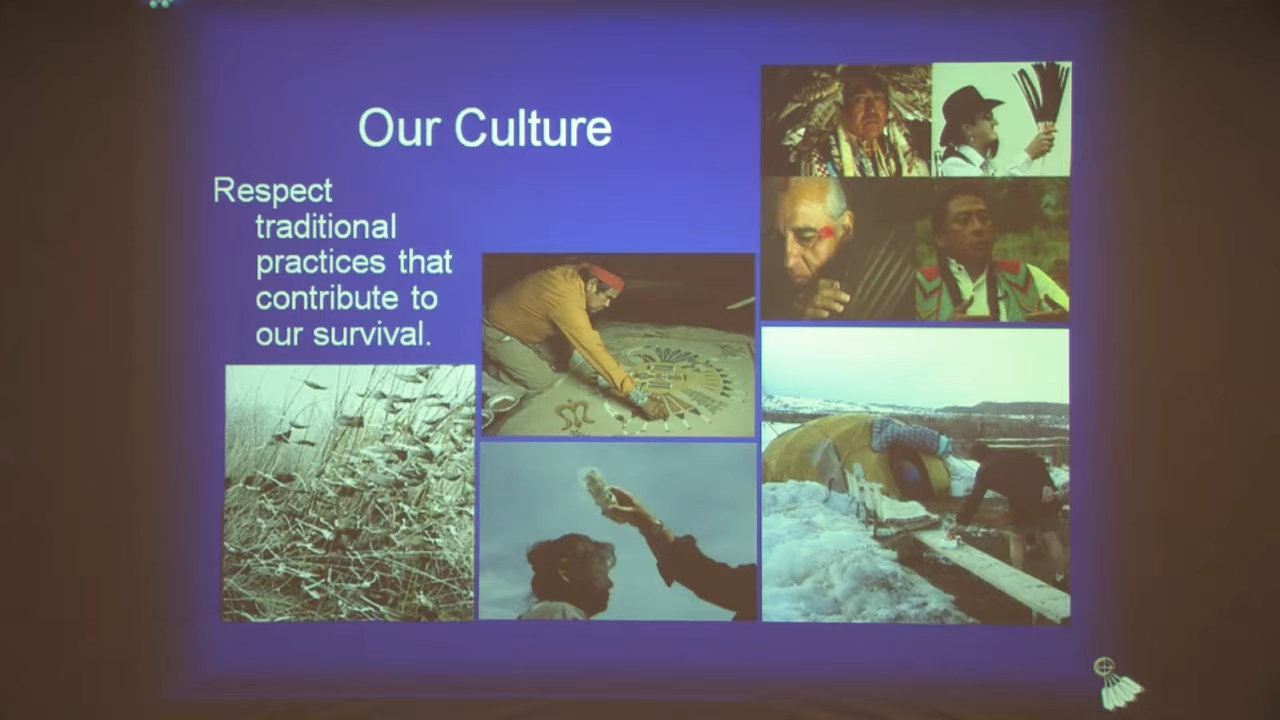 Our Culture
Respect
traditional
practices that
contribute to
our survival.